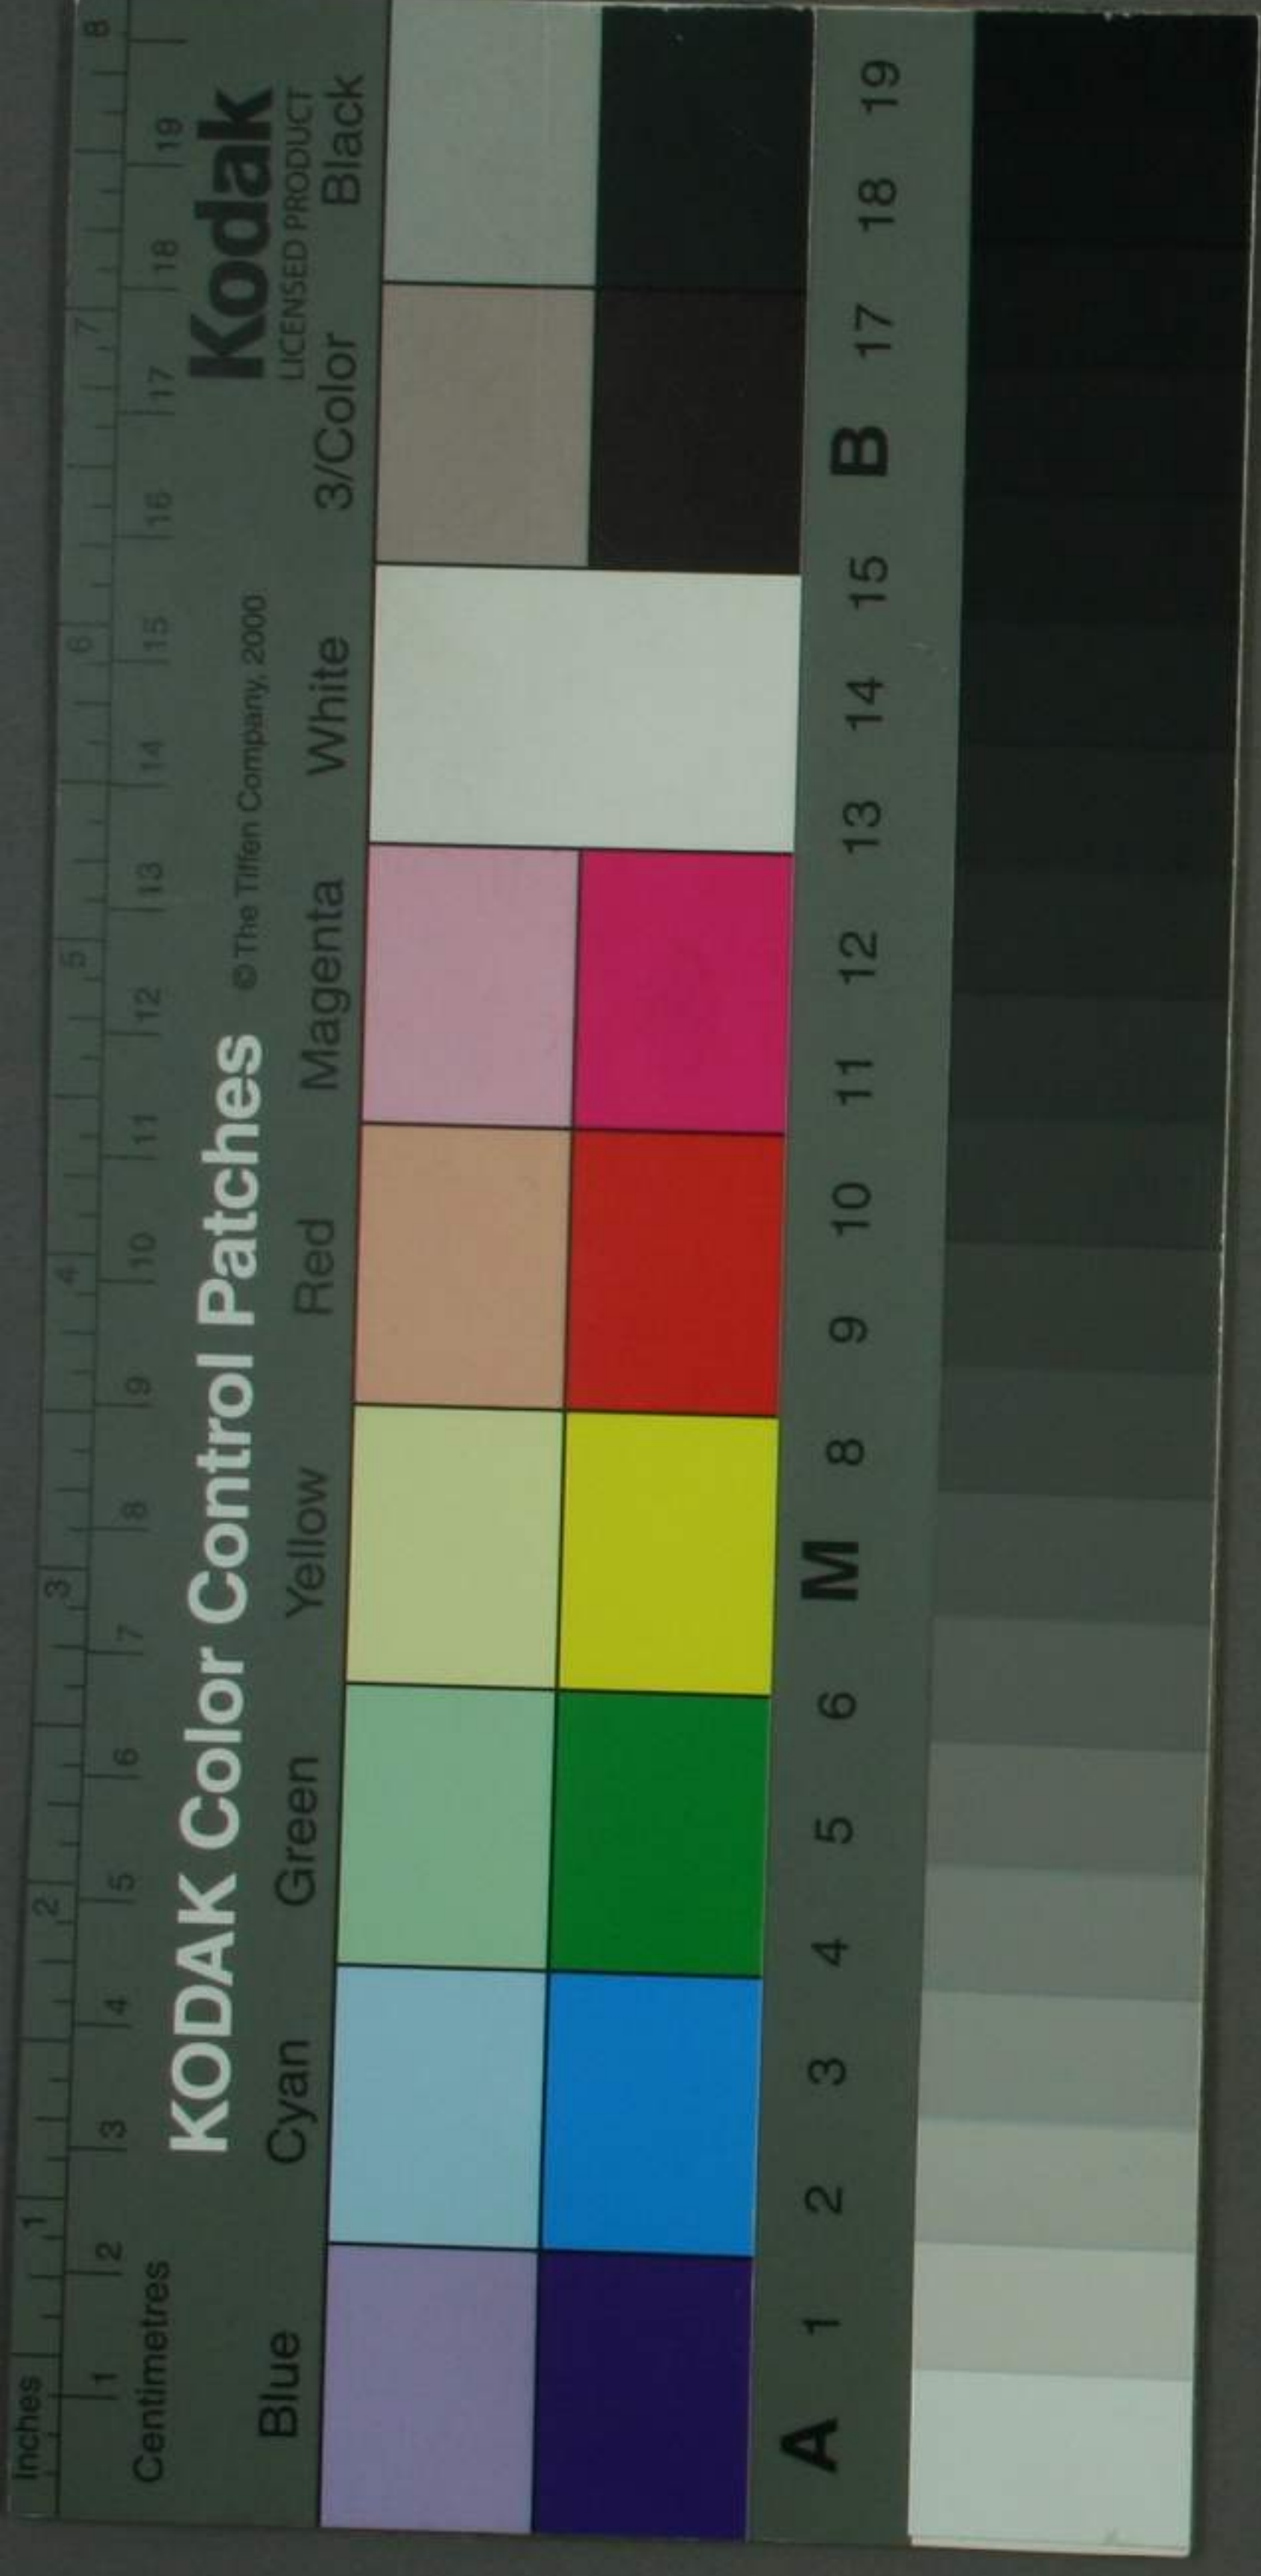 Inches 1 2 3 4 5 6 7 8
Centimetres 1 2 3 4 5 6 7 8 9 10 11 12 13 14 15 16 17 18 19
KODAK Color Control Patches © The Tiffen Company, 2000 Kodak
LICENSED PRODUCT
Blue Cyan Green Yellow Red Magenta White 3/Color Black
A 1 2 3 4 5 6 M 8 9 10 11 12 13 14 15 B 17 18 19